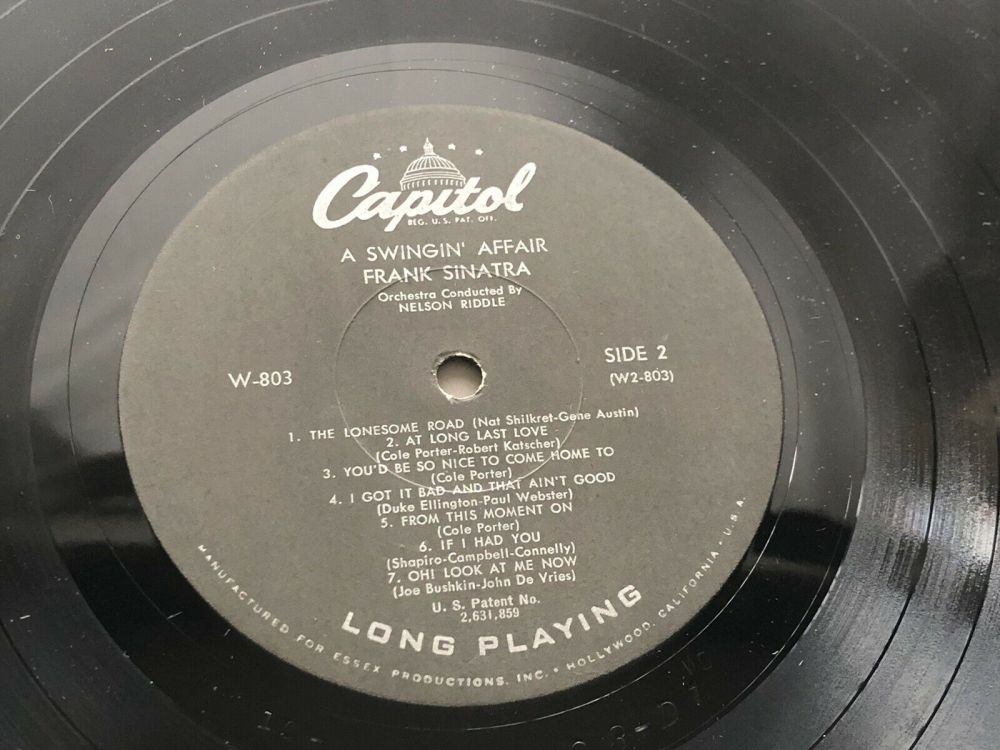 Capitol
REG. U.S. PAT. OFF.
A SWINGIN' AFFAIR
FRANK SINATRA
Orchestra Conducted By
NELSON RIDDLE
W-803
SIDE 2
(W2-803)
1. THE LONESOME ROAD (Nat Shilkret-Gene Austin)
2. AT LONG LAST LOVE
(Cole Porter-Robert Katscher)
3. YOU'D BE SO NICE TO COME HOME TO
(Cole Porter)
4. I GOT IT BAD AND THAT AIN'T GOOD
(Duke Ellington-Paul Webster)
5. FROM THIS MOMENT ON
(Cole Porter)
6. IF I HAD YOU
(Shapiro-Campbell-Connelly)
7. OH! LOOK AT ME NOW
(Joe Bushkin-John De Vries)
U. S. Patent No.
2,631,859
LONG PLAYING
MANUFACTURED FOR ESSEX PRODUCTIONS, INC. • HOLLYWOOD, CALIFORNIA • U.S.A.